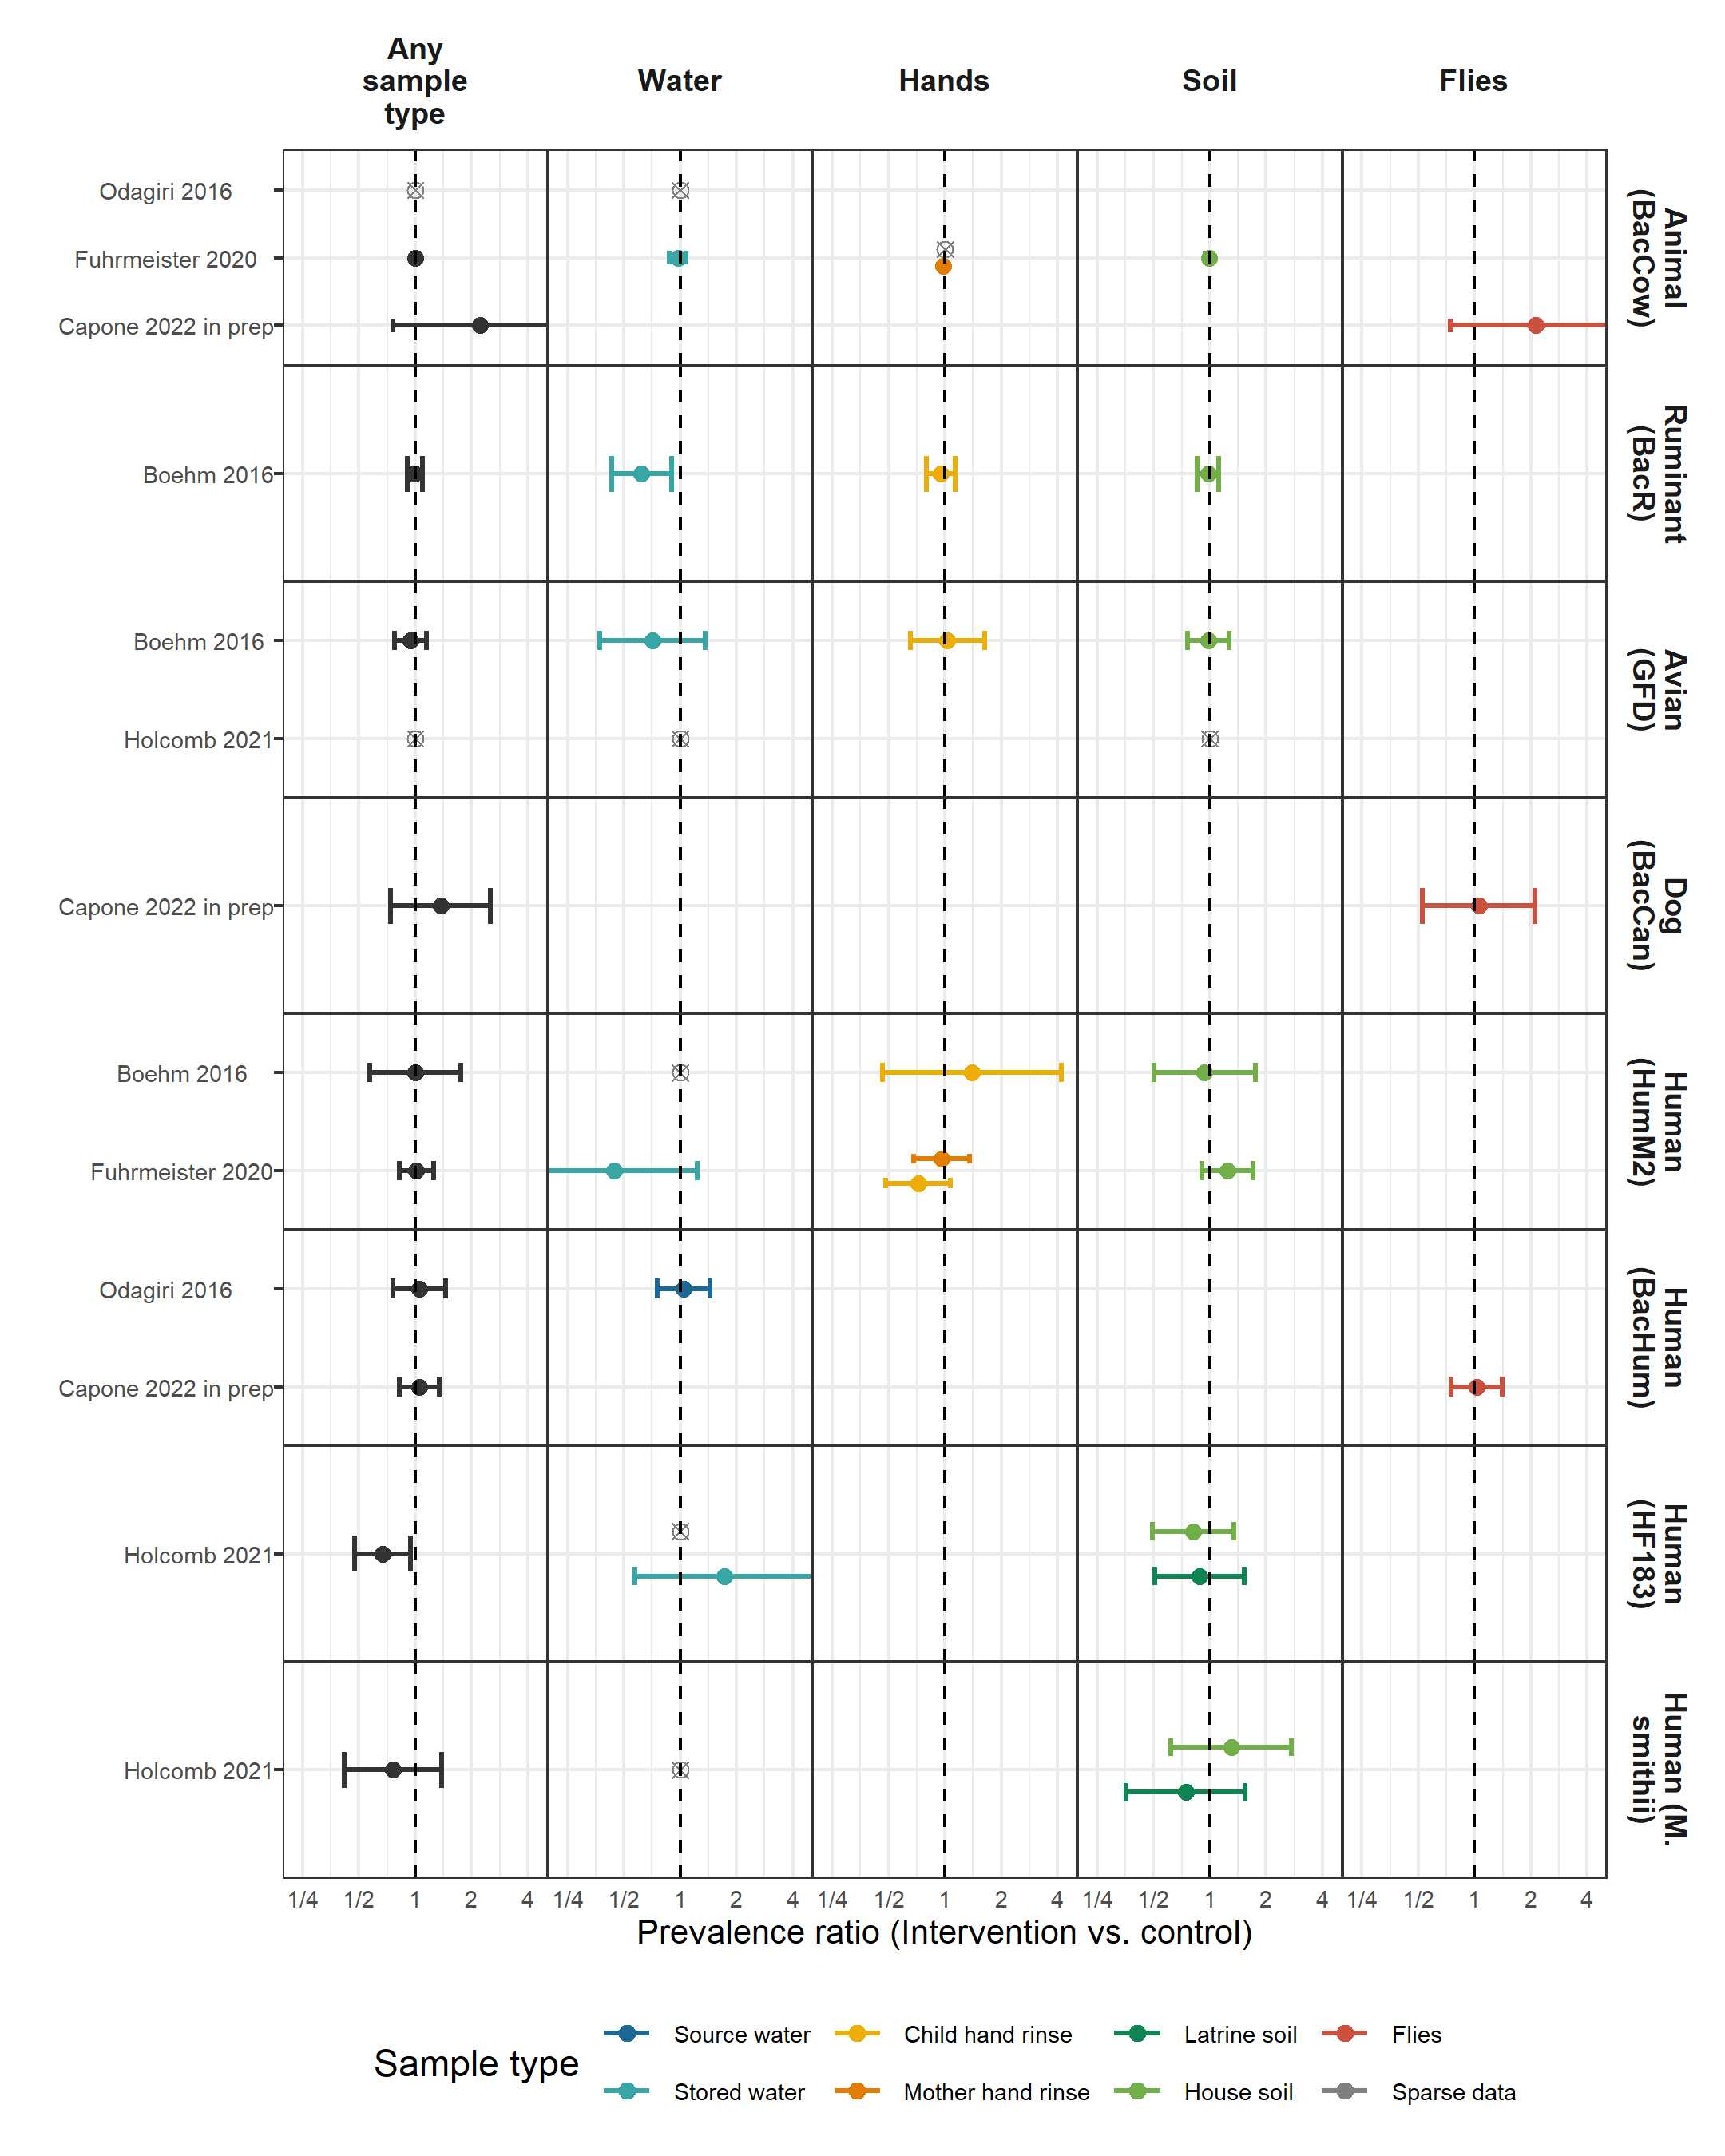 Any
sample
type
Water
Hands
Soil
Flies
Odagiri 2016
Fuhrmeister 2020
Capone 2022 in prep
Animal
(BacCow)
Boehm 2016
Ruminant
(BacR)
Boehm 2016
Holcomb 2021
Avian
(GFD)
Capone 2022 in prep
Dog
(BacCan)
Boehm 2016
Fuhrmeister 2020
Human
(HumM2)
Odagiri 2016
Capone 2022 in prep
Human
(BacHum)
Holcomb 2021
Human
(HF183)
Holcomb 2021
Human (M.
smithii)
1/4 1/2 1 2 4 1/4 1/2 1 2 4 1/4 1/2 1 2 4 1/4 1/2 1 2 4 1/4 1/2 1 2 4
Prevalence ratio (Intervention vs. control)
Sample type
Source water Child hand rinse Latrine soil Flies
Stored water Mother hand rinse House soil Sparse data